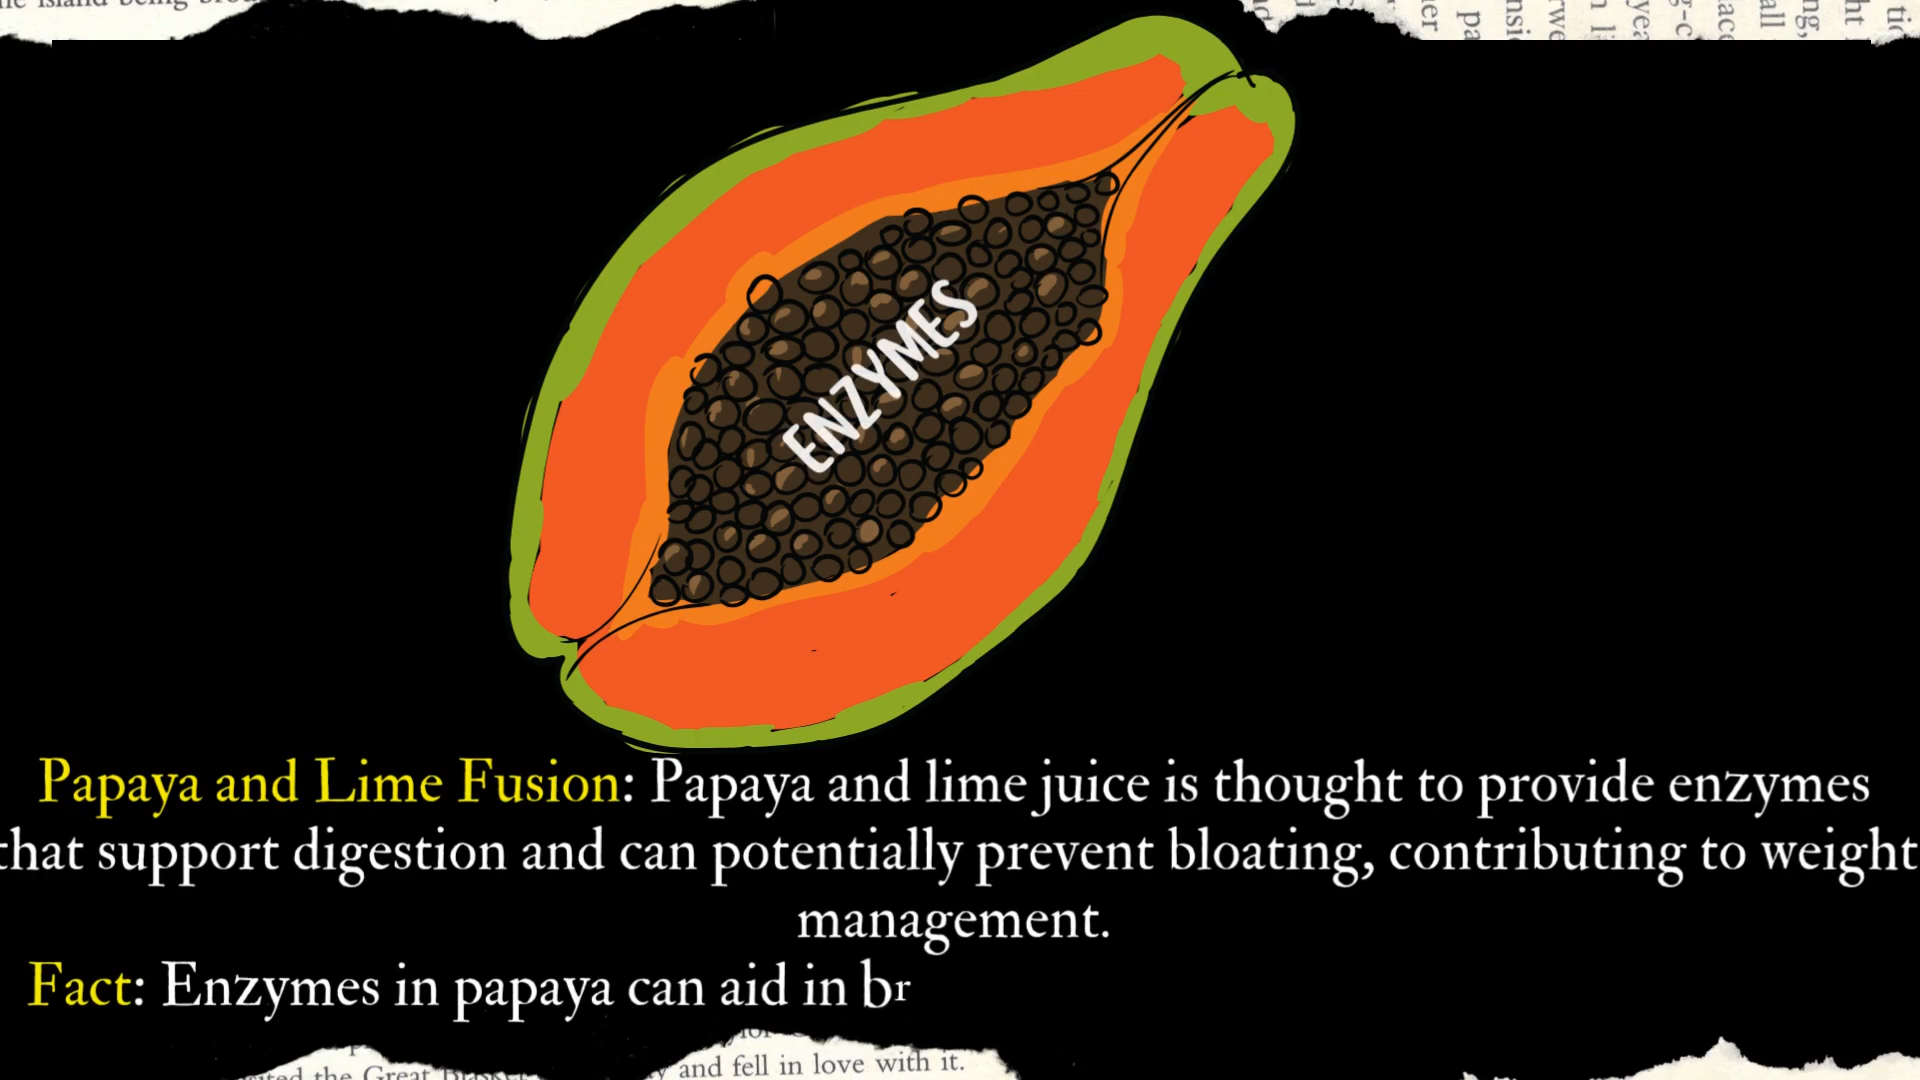 ENZYMES
Papaya and Lime Fusion: Papaya and lime juice is thought to provide enzymes
that support digestion and can potentially prevent bloating, contributing to weight
management.
Fact: Enzymes in papaya can aid in br
and fell in love with it.
the Great